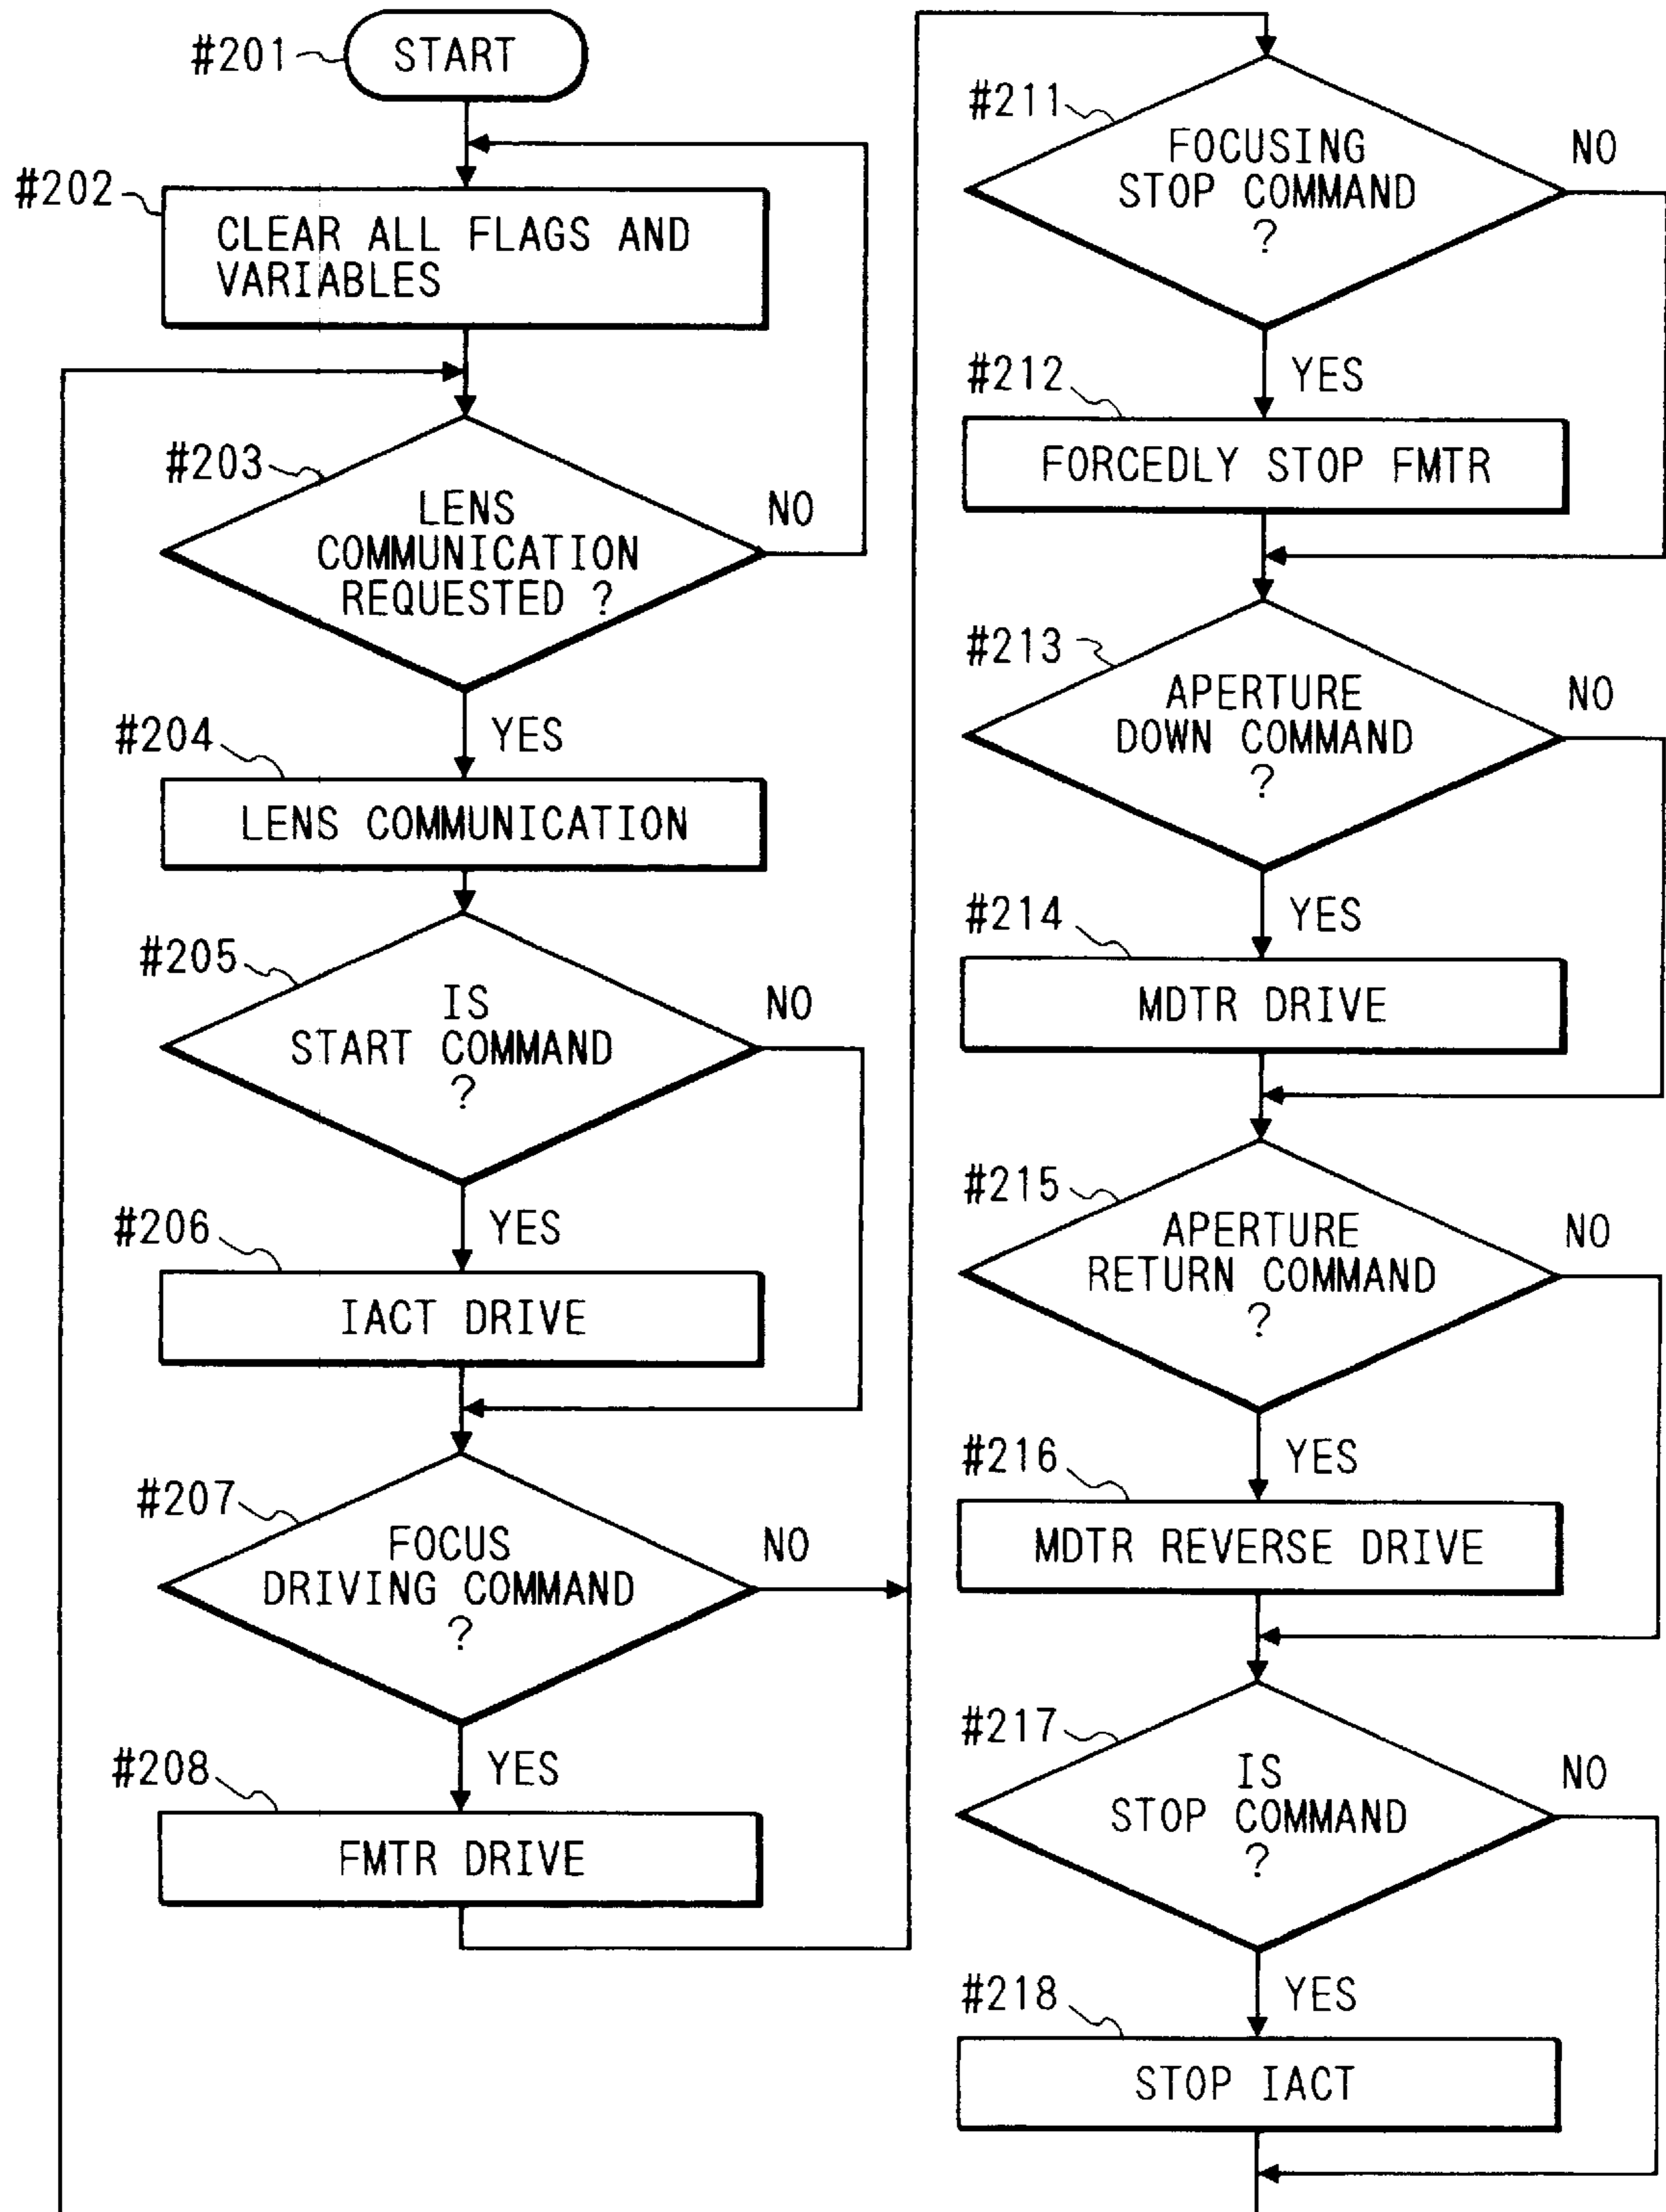 #201
START
#202
CLEAR ALL FLAGS AND
VARIABLES
#203
LENS
COMMUNICATION
REQUESTED ?
NO
YES
#204
LENS COMMUNICATION
#205
IS
START COMMAND
?
NO
YES
#206
IACT DRIVE
#207
FOCUS
DRIVING COMMAND
?
NO
YES
#208
FMTR DRIVE
#211
FOCUSING
STOP COMMAND
?
NO
YES
#212
FORCEDLY STOP FMTR
#213
APERTURE
DOWN COMMAND
?
NO
YES
#214
MDTR DRIVE
#215
APERTURE
RETURN COMMAND
?
NO
YES
#216
MDTR REVERSE DRIVE
#217
IS
STOP COMMAND
?
NO
YES
#218
STOP IACT